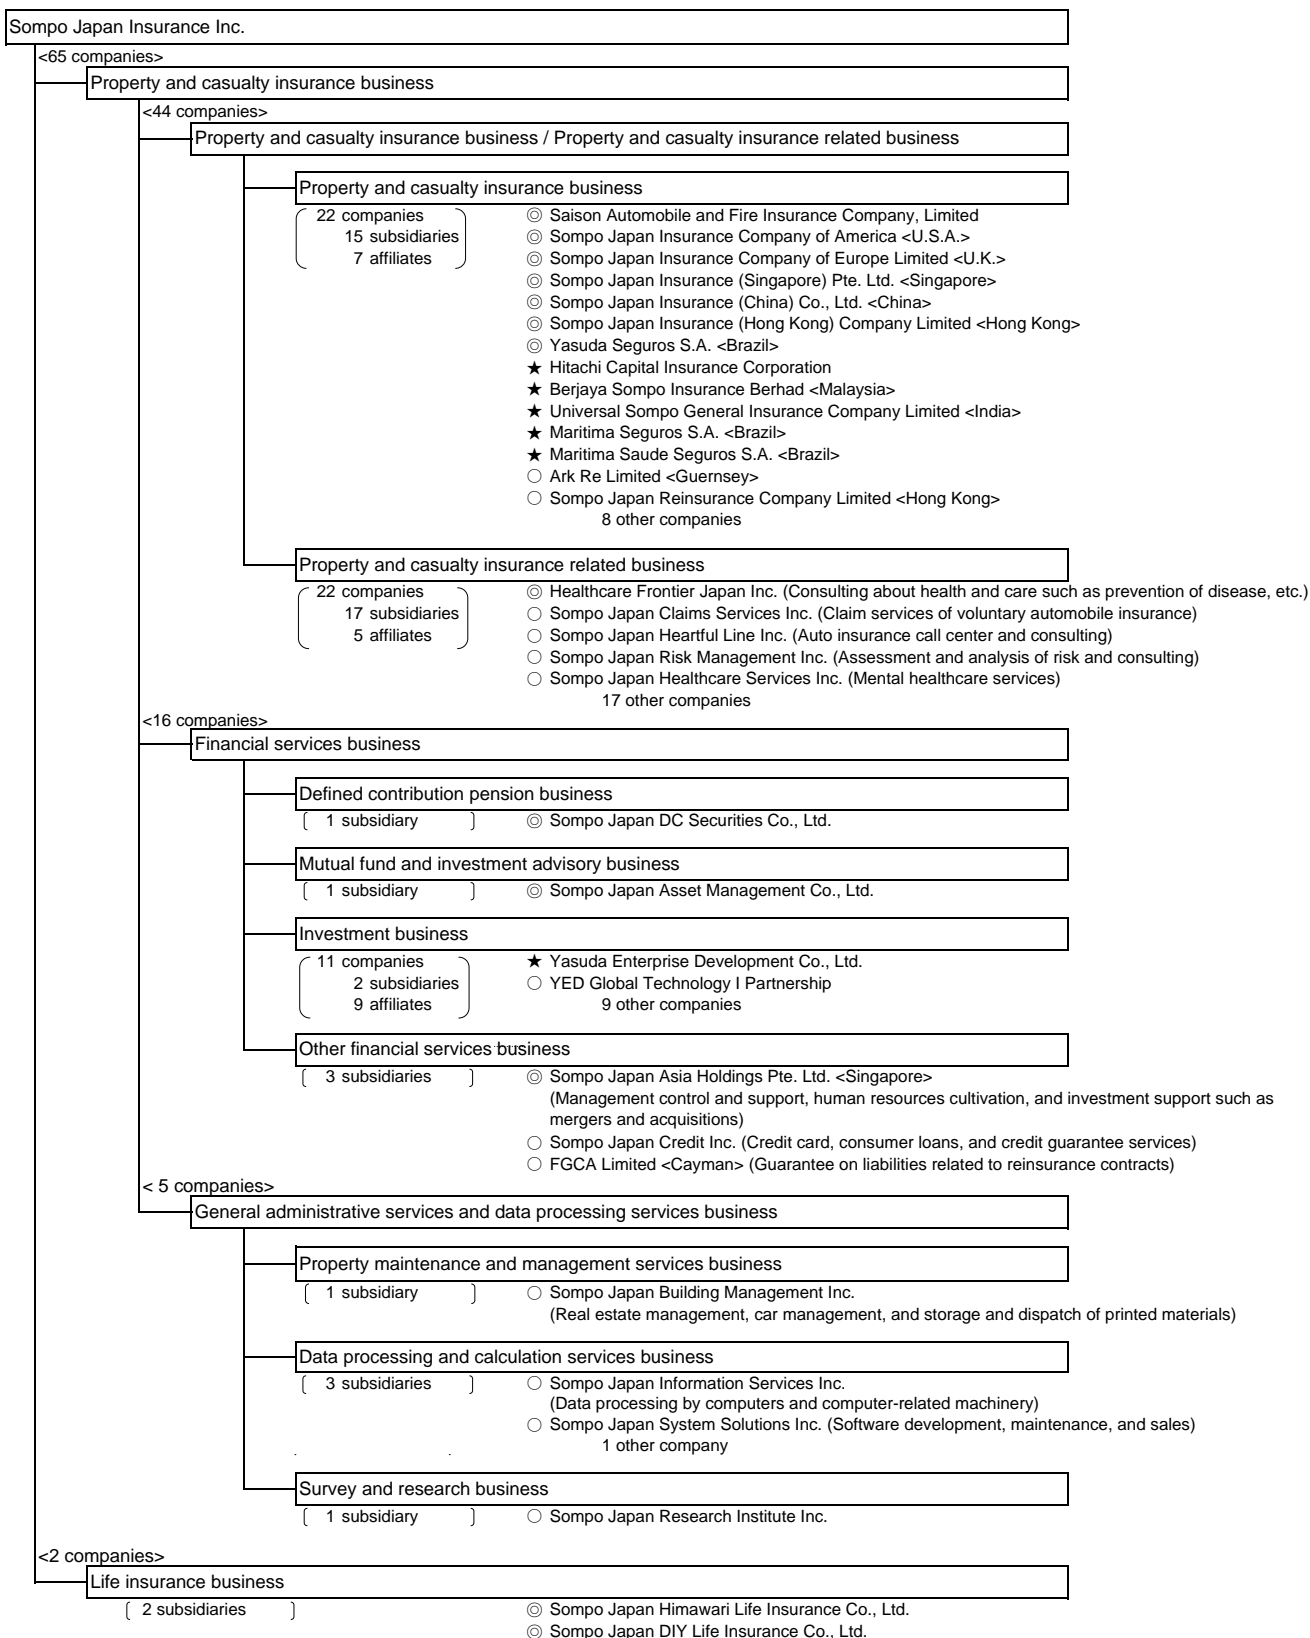 Sompo Japan Insurance Inc.
<65 companies>
Property and casualty insurance business
<44 companies>
Property and casualty insurance business / Property and casualty insurance related business
Property and casualty insurance business
22 companies ◎ Saison Automobile and Fire Insurance Company, Limited
15 subsidiaries ◎ Sompo Japan Insurance Company of America <U.S.A.>
7 affiliates ◎ Sompo Japan Insurance Company of Europe Limited <U.K.>
◎ Sompo Japan Insurance (Singapore) Pte. Ltd. <Singapore>
◎ Sompo Japan Insurance (China) Co., Ltd. <China>
◎ Sompo Japan Insurance (Hong Kong) Company Limited <Hong Kong>
◎ Yasuda Seguros S.A. <Brazil>
★ Hitachi Capital Insurance Corporation
★ Berjaya Sompo Insurance Berhad <Malaysia>
★ Universal Sompo General Insurance Company Limited <India>
★ Maritima Seguros S.A. <Brazil>
★ Maritima Saude Seguros S.A. <Brazil>
○ Ark Re Limited <Guernsey>
○ Sompo Japan Reinsurance Company Limited <Hong Kong>
8 other companies
Property and casualty insurance related business
22 companies ◎ Healthcare Frontier Japan Inc. (Consulting about health and care such as prevention of disease, etc.)
17 subsidiaries ○ Sompo Japan Claims Services Inc. (Claim services of voluntary automobile insurance)
5 affiliates ○ Sompo Japan Heartful Line Inc. (Auto insurance call center and consulting)
○ Sompo Japan Risk Management Inc. (Assessment and analysis of risk and consulting)
○ Sompo Japan Healthcare Services Inc. (Mental healthcare services)
17 other companies
<16 companies>
Financial services business
Defined contribution pension business
1 subsidiary ◎ Sompo Japan DC Securities Co., Ltd.
Mutual fund and investment advisory business
1 subsidiary ◎ Sompo Japan Asset Management Co., Ltd.
Investment business
11 companies ★ Yasuda Enterprise Development Co., Ltd.
2 subsidiaries ○ YED Global Technology I Partnership
9 affiliates 9 other companies
Other financial services business
3 subsidiaries ◎ Sompo Japan Asia Holdings Pte. Ltd. <Singapore>
(Management control and support, human resources cultivation, and investment support such as
mergers and acquisitions)
○ Sompo Japan Credit Inc. (Credit card, consumer loans, and credit guarantee services)
○ FGCA Limited <Cayman> (Guarantee on liabilities related to reinsurance contracts)
< 5 companies>
General administrative services and data processing services business
Property maintenance and management services business
1 subsidiary ○ Sompo Japan Building Management Inc.
(Real estate management, car management, and storage and dispatch of printed materials)
Data processing and calculation services business
3 subsidiaries ○ Sompo Japan Information Services Inc.
(Data processing by computers and computer-related machinery)
○ Sompo Japan System Solutions Inc. (Software development, maintenance, and sales)
1 other company
Survey and research business
1 subsidiary ○ Sompo Japan Research Institute Inc.
<2 companies>
Life insurance business
2 subsidiaries ◎ Sompo Japan Himawari Life Insurance Co., Ltd.
◎ Sompo Japan DIY Life Insurance Co., Ltd.